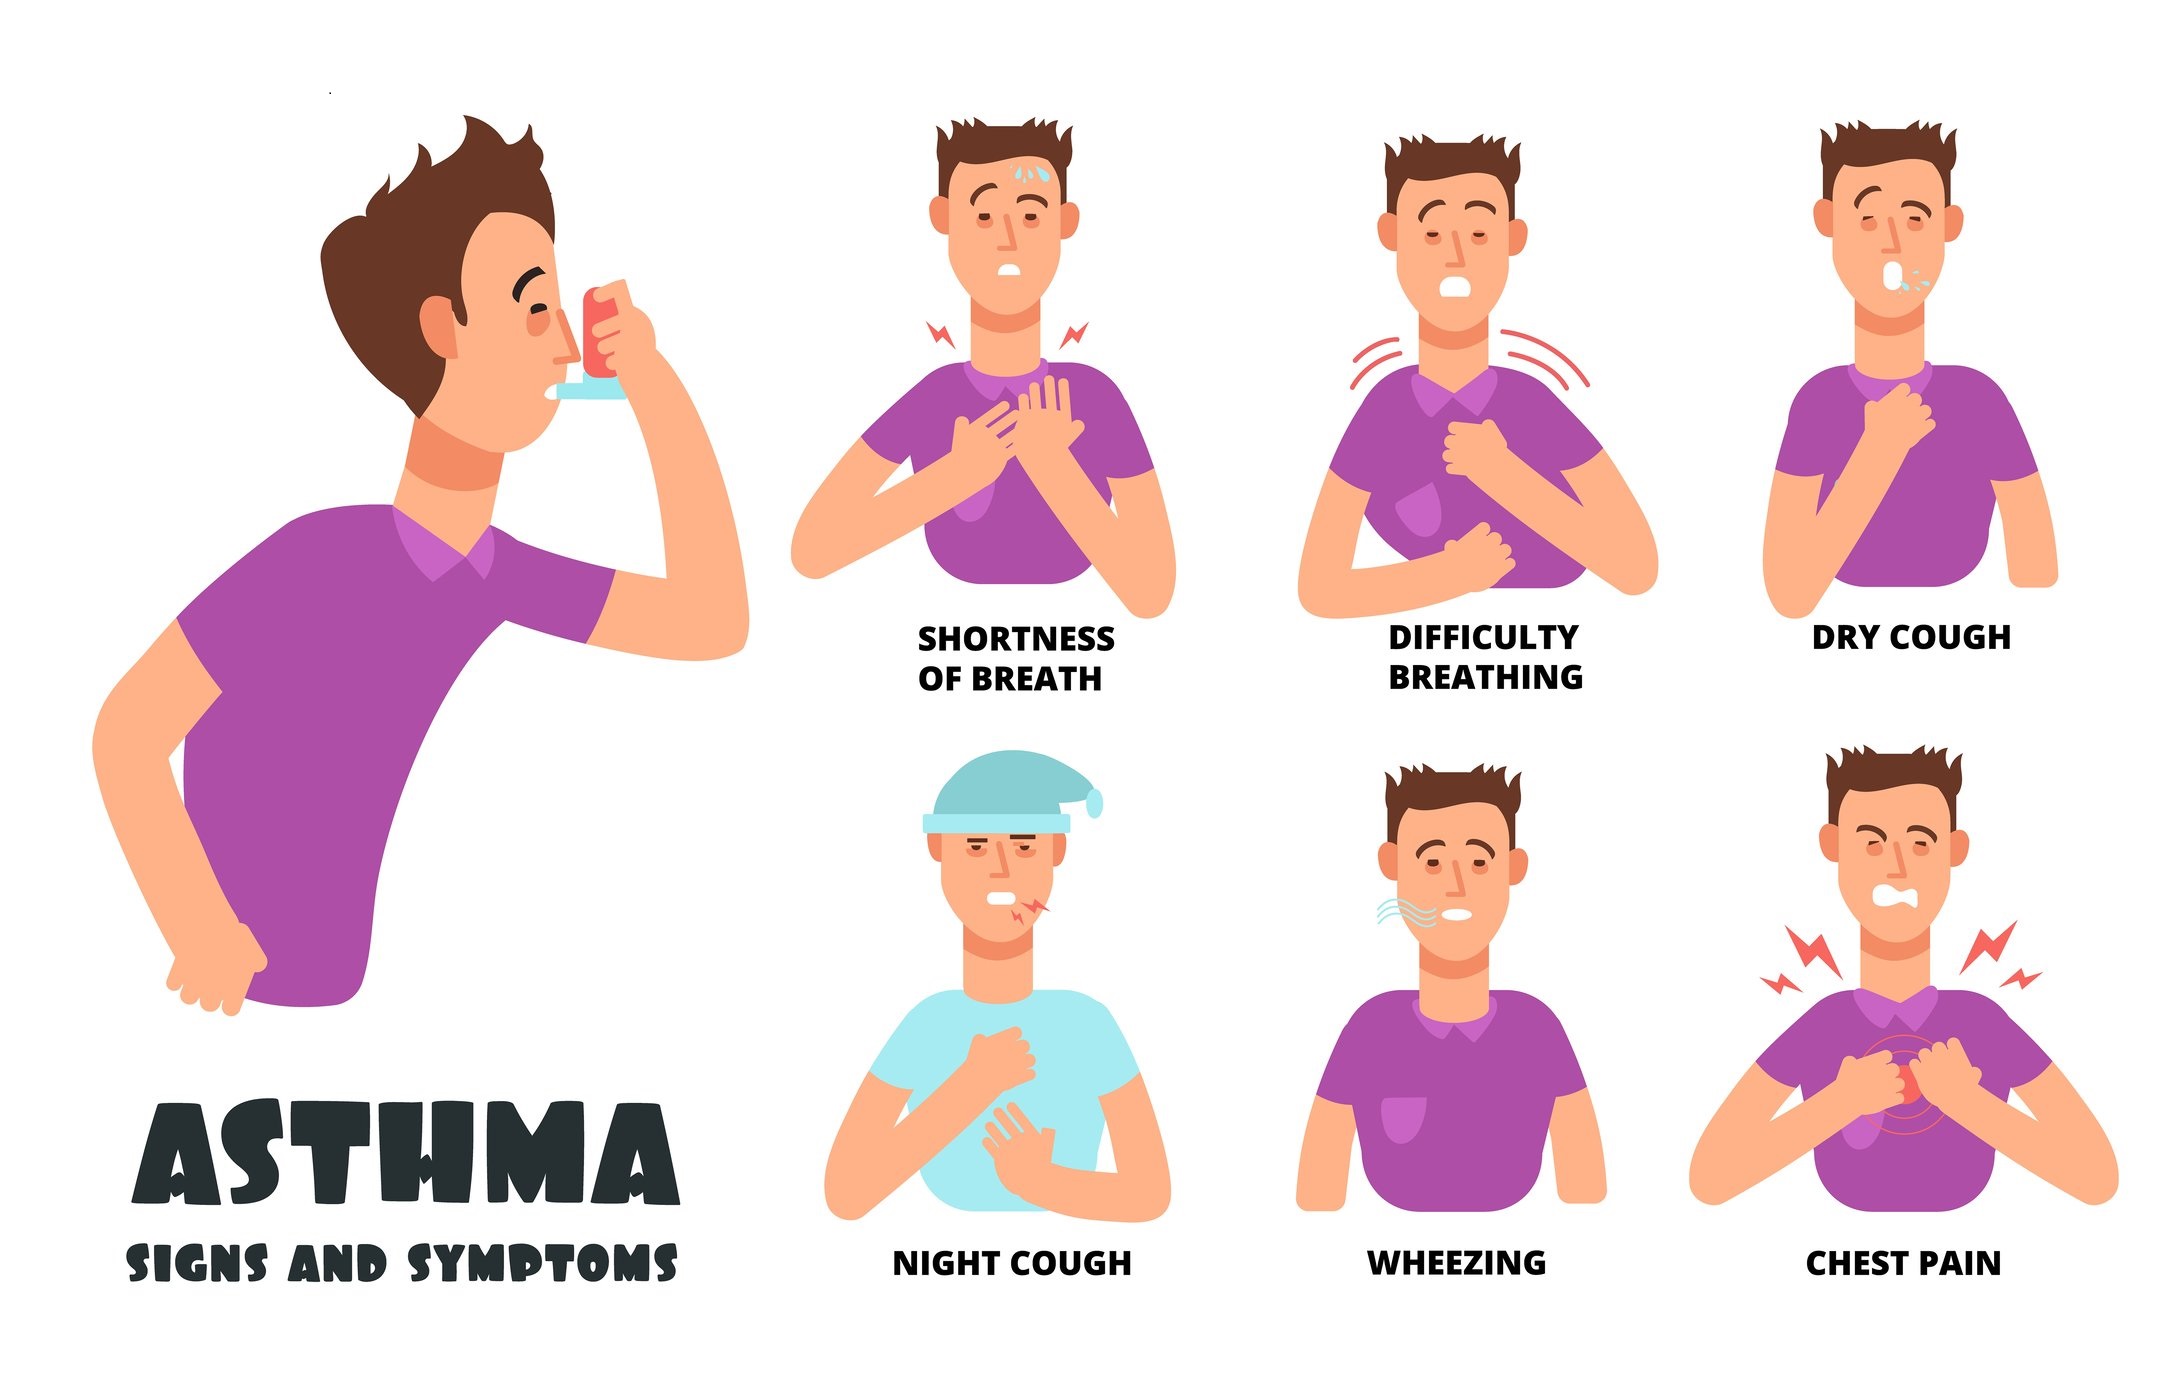 ASTHMA
SIGNS AND SYMPTOMS
SHORTNESS
OF BREATH
DIFFICULTY
BREATHING
DRY COUGH
NIGHT COUGH
WHEEZING
CHEST PAIN